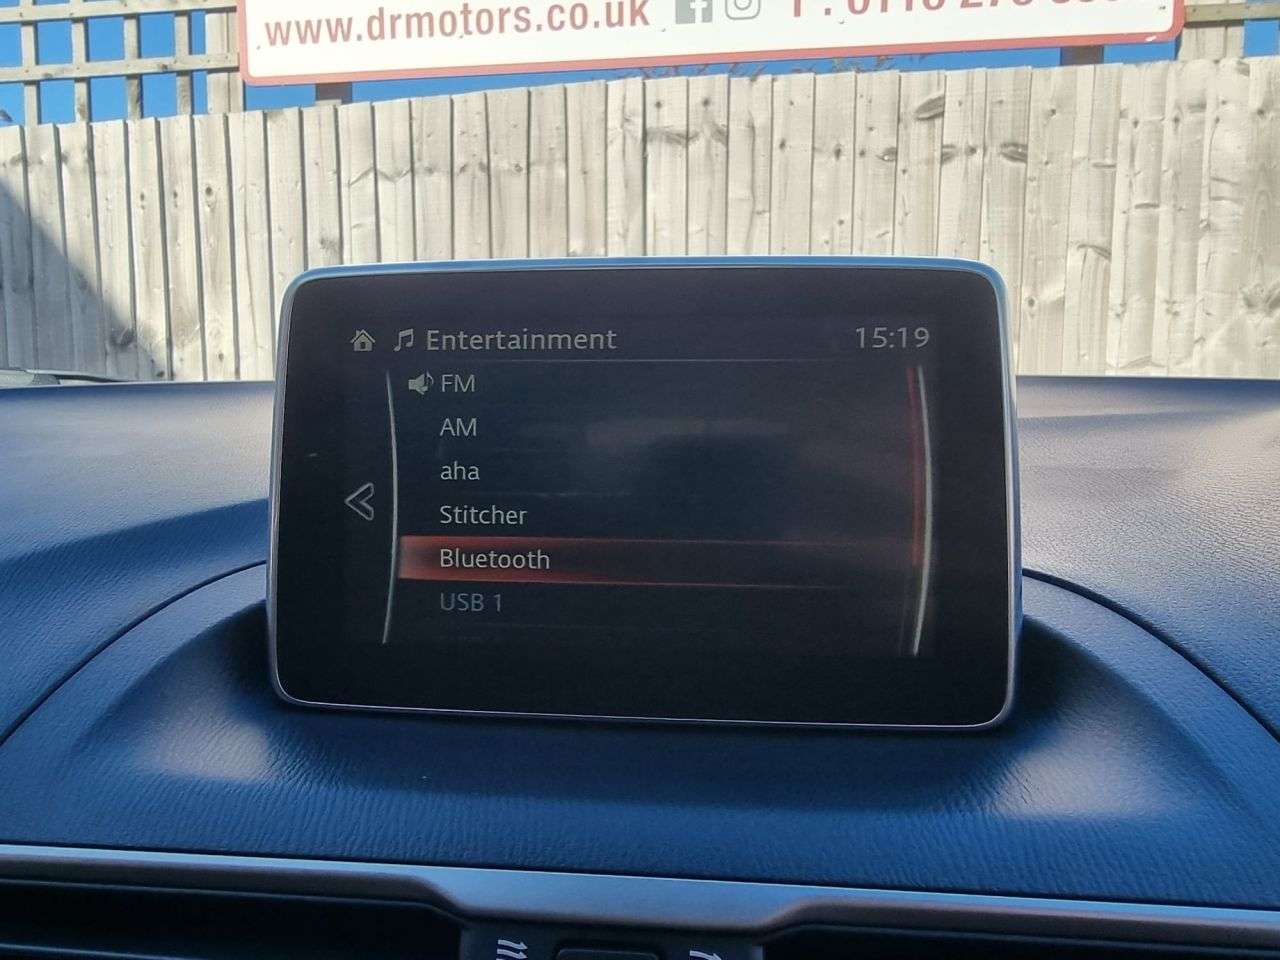 www.drmotors.co.uk
Entertainment 15:19
FM
AM
aha
Stitcher
Bluetooth
USB 1